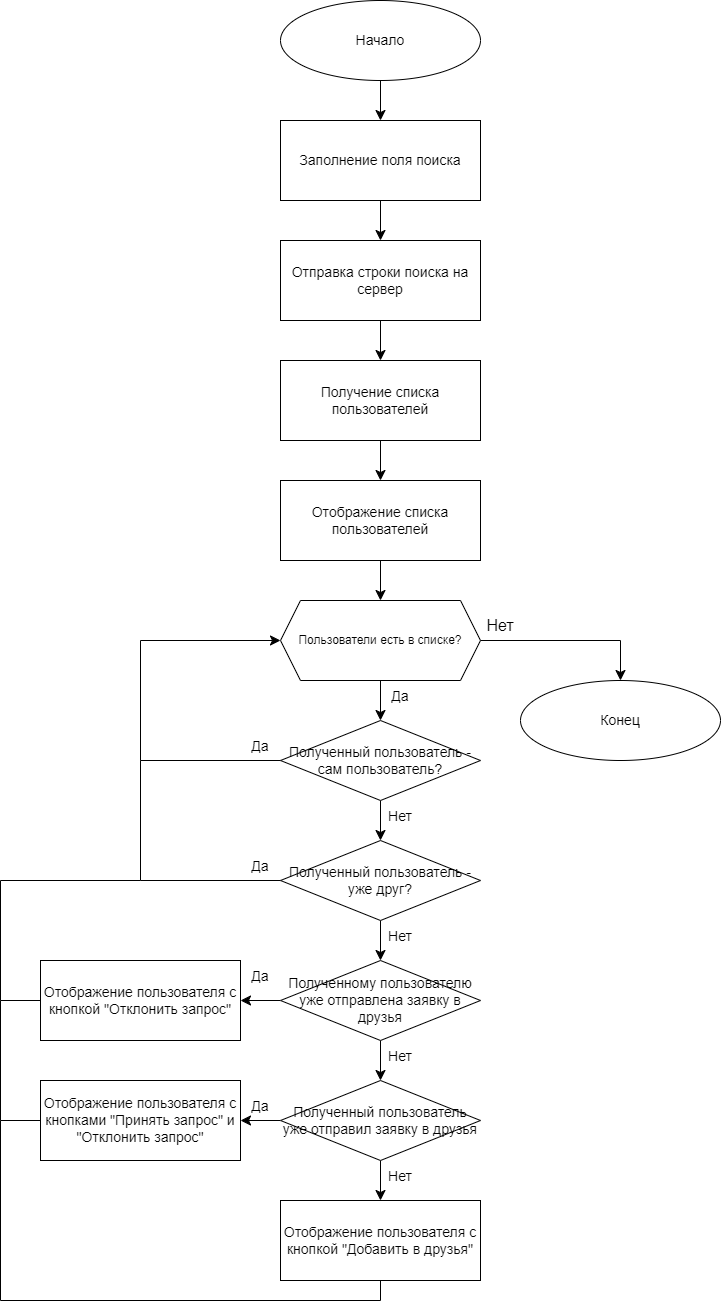 Начало
Заполнение поля поиска
Отправка строки поиска на
сервер
Получение списка
пользователей
Отображение списка
пользователей
Пользователи есть в списке?
Нет
Да
Конец
Полученный пользователь -
сам пользователь?
Да
Нет
Полученный пользователь -
уже друг?
Да
Нет
Полученному пользователю
уже отправлена заявку в
друзья
Да
Отображение пользователя с
кнопкой "Отклонить запрос"
Нет
Полученный пользователь
уже отправил заявку в друзья
Да
Отображение пользователя с
кнопками "Принять запрос" и
"Отклонить запрос"
Нет
Отображение пользователя с
кнопкой "Добавить в друзья"